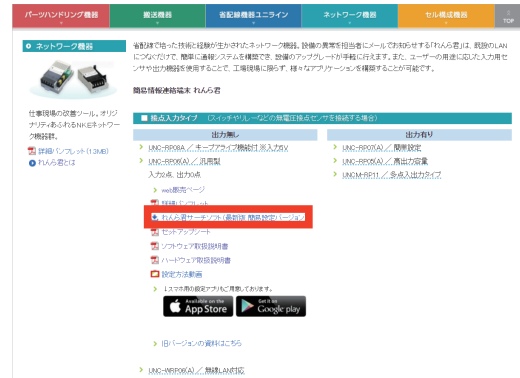 パーツハンドリング機器
搬送機器
省配線機器ユニライン
ネットワーク機器
セル構成機器
TOP
ネットワーク機器
省配線で培った技術と経験が生かされたネットワーク機器。設備の異常を担当者にメールでお知らせする「れんら君」は、既設のLAN
につなぐだけで、簡単に通報システムを構築でき、設備のアップグレードが手軽に行えます。また、ユーザーの用途に応じた入力用セ
ンサや出力機器を使用することで、工場現場に限らず、様々なアプリケーションを構築することが可能です。
簡易情報連絡端末 れんら君
仕事現場の改善ツール。オリジ
ナリティあふれるNKEネットワー
ク機器群。
詳細パンフレット(1.3MB)
れんら君とは
■ 接点入力タイプ (スイッチやリレーなどの無電圧接点センサを接続する場合)
出力無し
出力有り
UNC-RP08A / キープアライブ機能付 ※入力5V
UNC-RP06(A) / 汎用型
入力2点、出力0点
web販売ページ
詳細パンフレット
れんら君サーチソフト(最新版 簡易設定バージョン
セットアップシート
ソフトウェア取扱説明書
ハードウェア取扱説明書
設定方法動画
↓スマホ用の設定アプリもご用意しております。
Available on the
App Store
Get it on
Google play
旧バージョンの資料はこちら
UNC-WRP06(A) / 無線LAN対応
UNC-RP07(A) / 簡単設定
UNC-RP05(A) / 高出力容量
UNCM-RP11 / 多点入出力タイプ